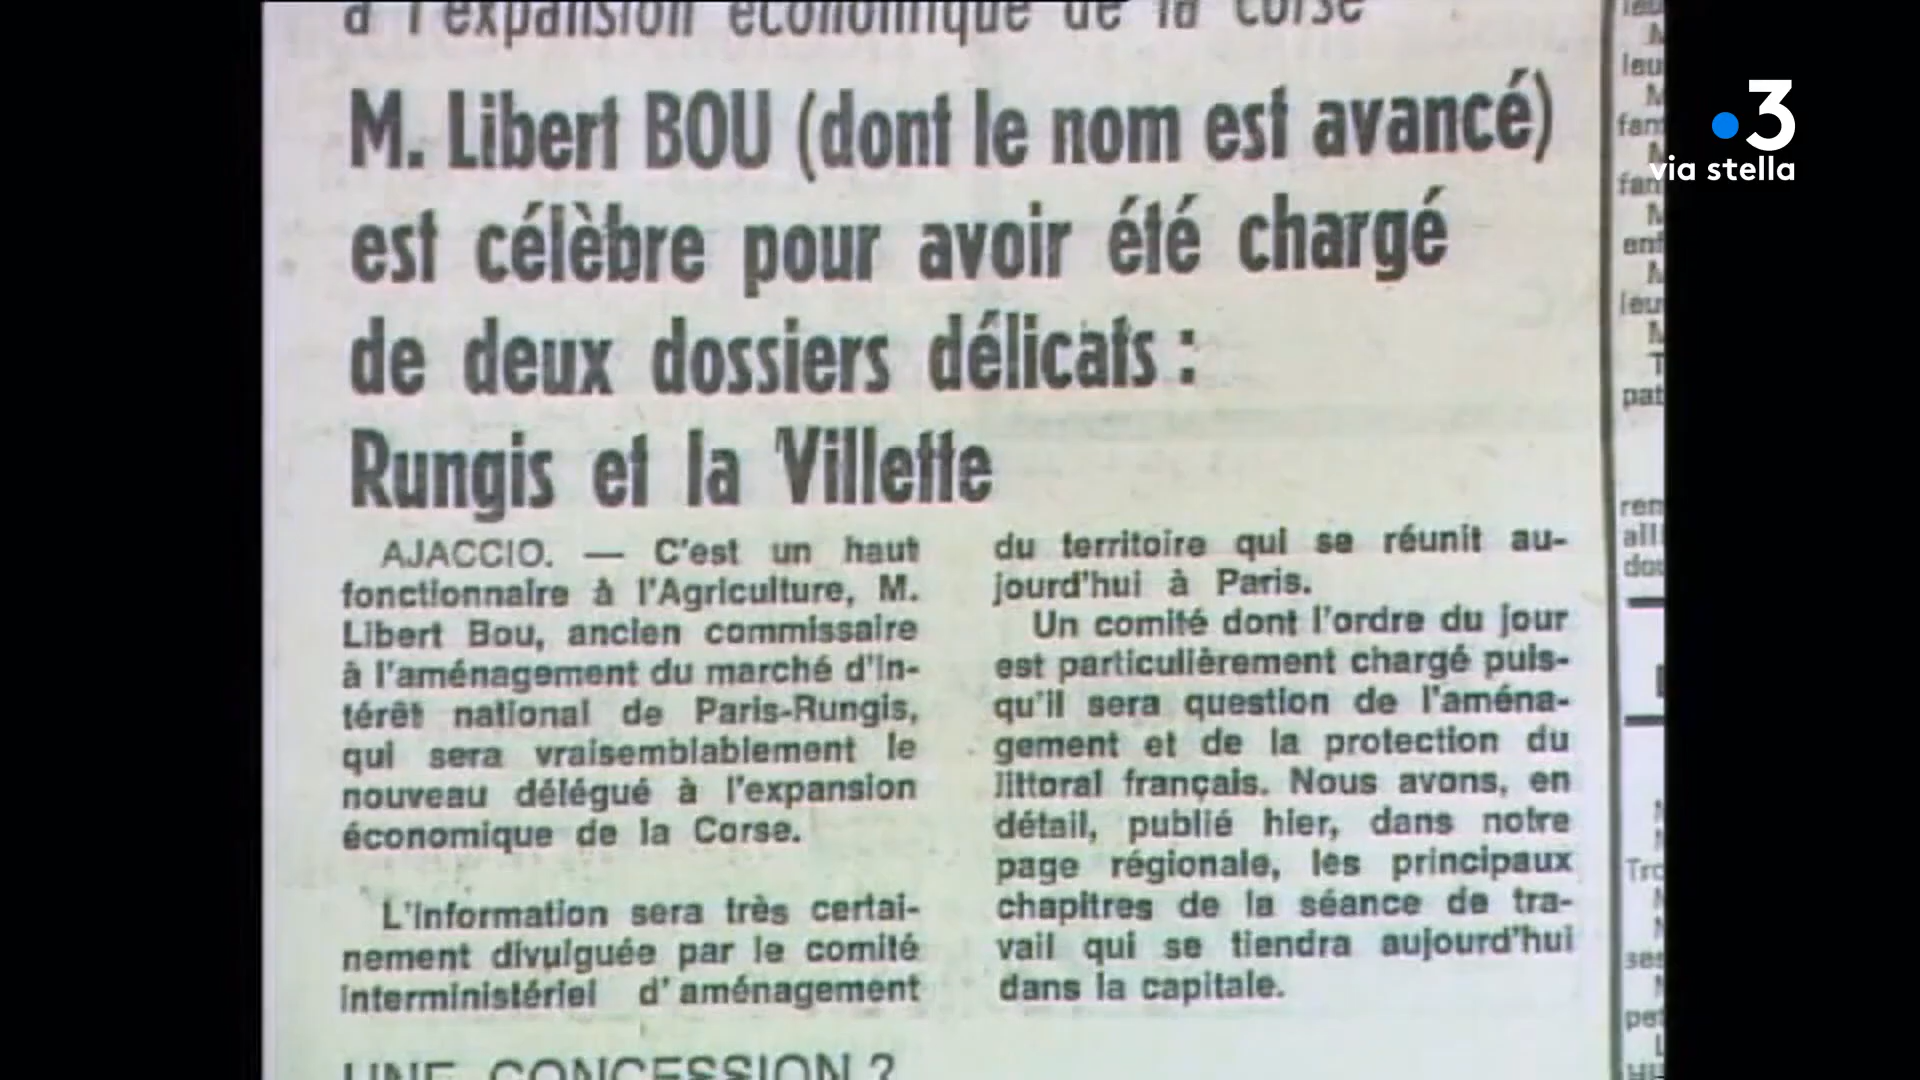 à l'expansion économique de la Corse
M. Libert BOU (dont le nom est avancé)
est célèbre pour avoir été chargé
de deux dossiers délicats :
Rungis et la Villette
AJACCIO. — C'est un haut
fonctionnaire à l'Agriculture, M.
Libert Bou, ancien commissaire
à l'aménagement du marché d'in-
térêt national de Paris-Rungis,
qui sera vraisemblablement le
nouveau délégué à l'expansion
économique de la Corse.
L'information sera très certai-
nement divulguée par le comité
interministériel d'aménagement
du territoire qui se réunit au-
jourd'hui à Paris.
Un comité dont l'ordre du jour
est particulièrement chargé puis-
qu'il sera question de l'aména-
gement et de la protection du
littoral français. Nous avons, en
détail, publié hier, dans notre
page régionale, les principaux
chapitres de la séance de tra-
vail qui se tiendra aujourd'hui
dans la capitale.
UNE CONCESSION ?
3
via stella